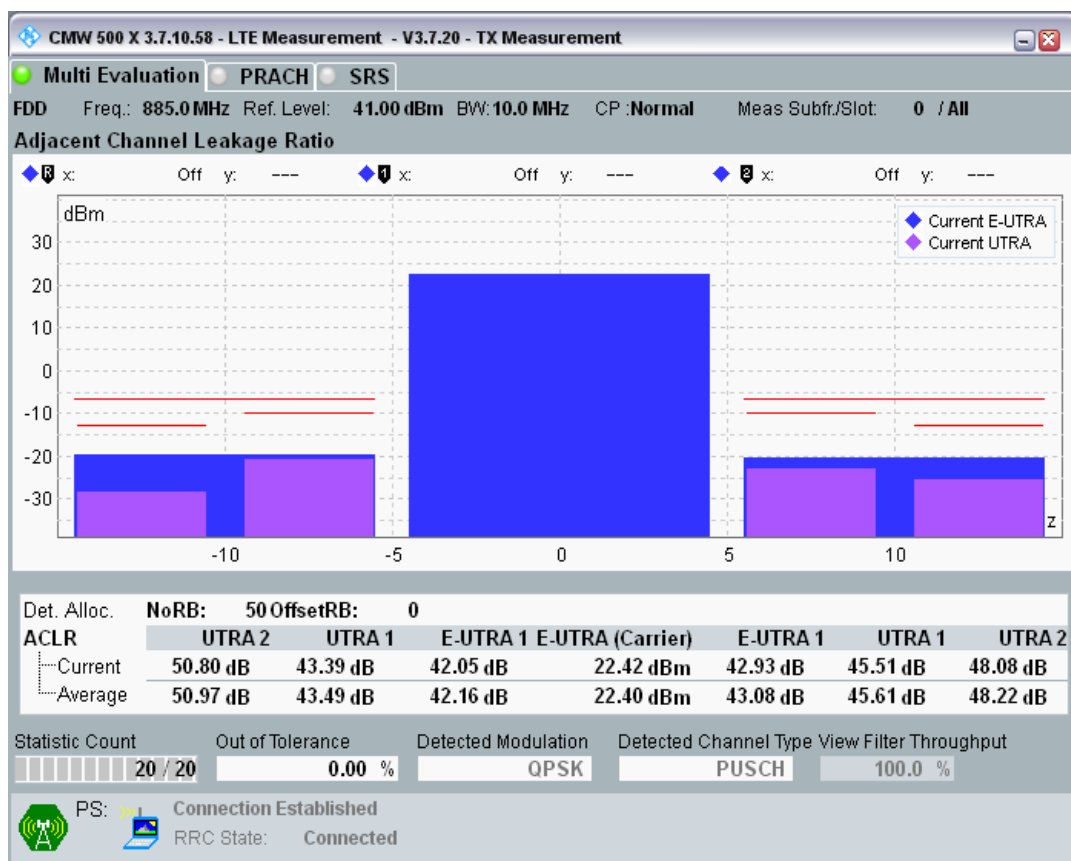 CMW 500 X 3.7.10.58 - LTE Measurement - V3.7.20 - TX Measurement
Multi Evaluation PRACH SRS
FDD Freq.: 885.0 MHz Ref. Level: 41.00 dBm BW: 10.0 MHz CP :Normal Meas Subfr./Slot: 0 / All
Adjacent Channel Leakage Ratio
R x: Off y: --- 1 x: Off y: --- 2 x: Off y: ---
dBm
Current E-UTRA
Current UTRA
30
20
10
0
-10
-20
-30
z
-10 -5 0 5 10
Det. Alloc. NoRB: 50 OffsetRB: 0
ACLR UTRA 2 UTRA 1 E-UTRA 1 E-UTRA (Carrier) E-UTRA 1 UTRA 1 UTRA 2
Current 50.80 dB 43.39 dB 42.05 dB 22.42 dBm 42.93 dB 45.51 dB 48.08 dB
Average 50.97 dB 43.49 dB 42.16 dB 22.40 dBm 43.08 dB 45.61 dB 48.22 dB
Statistic Count Out of Tolerance Detected Modulation Detected Channel Type View Filter Throughput
20 / 20 0.00 % QPSK PUSCH 100.0 %
PS: Connection Established
RRC State: Connected